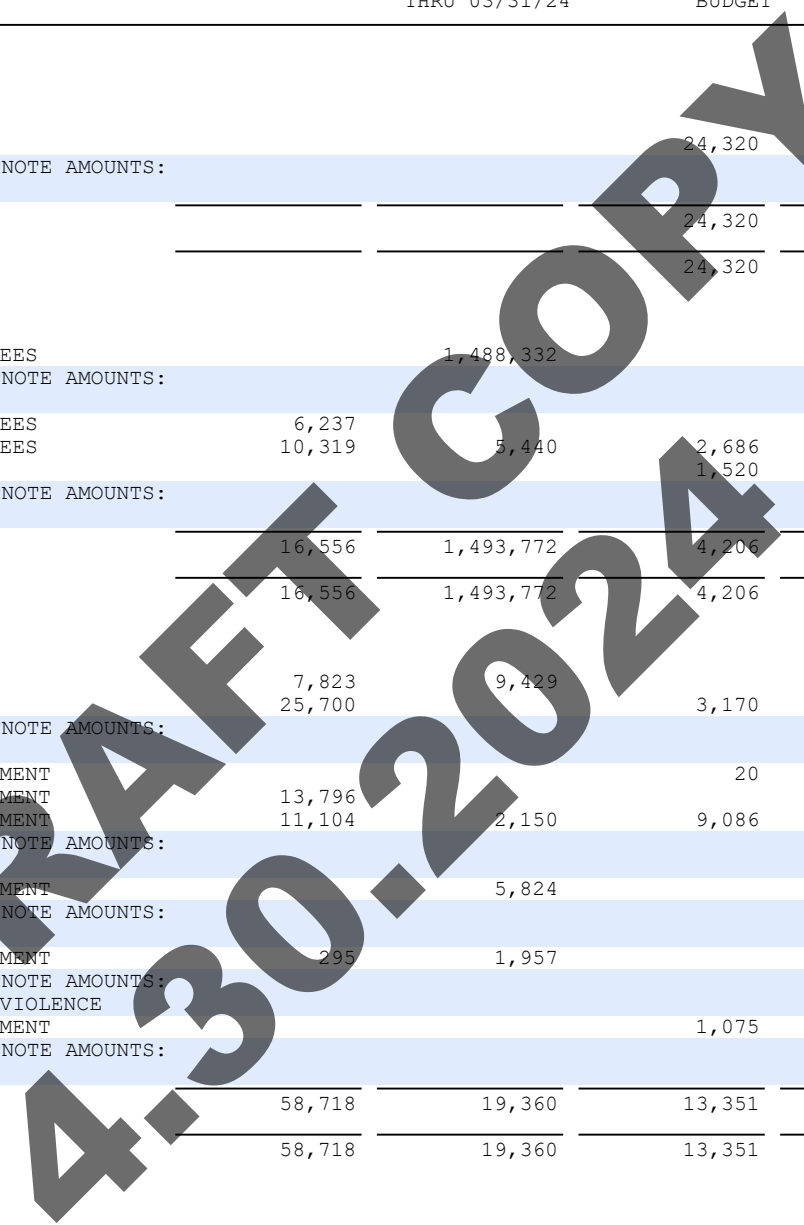 THRU 03/31/24 BUDGET
24,320
NOTE AMOUNTS:
24,320
24,320
EES 1,488,332
NOTE AMOUNTS:
EES 6,237
EES 10,319 5,440 2,686
1,520
NOTE AMOUNTS:
16,556 1,493,772 4,206
16,556 1,493,772 4,206
7,823 9,429
25,700 3,170
NOTE AMOUNTS:
MENT 20
MENT 13,796
MENT 11,104 2,150 9,086
NOTE AMOUNTS:
MENT 5,824
NOTE AMOUNTS:
MENT 295 1,957
NOTE AMOUNTS:
VIOLENCE
MENT 1,075
NOTE AMOUNTS:
58,718 19,360 13,351
58,718 19,360 13,351
RAFT COPY
4.30.2024